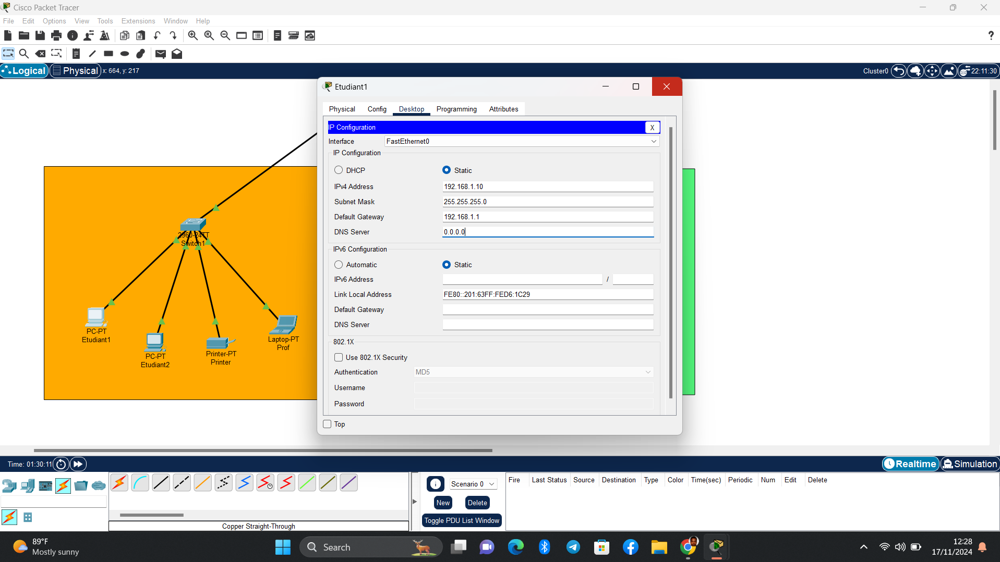 Cisco Packet Tracer
File Edit Options View Tools Extensions Window Help
?
Logical Physical x: 664, y: 217 Cluster0 22:11:30
Etudiant1
Physical Config Desktop Programming Attributes
IP Configuration X
Interface FastEthernet0
IP Configuration
DHCP Static
IPv4 Address 192.168.1.10
Subnet Mask 255.255.255.0
Default Gateway 192.168.1.1
DNS Server 0.0.0.0
IPv6 Configuration
Automatic Static
IPv6 Address /
Link Local Address FE80::201:63FF:FED6:1C29
Default Gateway
DNS Server
802.1X
Use 802.1X Security
Authentication MD5
Username
Password
Top
2960-24TT
Switch1
PC-PT
Etudiant1
PC-PT
Etudiant2
Printer-PT
Printer
Laptop-PT
Prof
Time: 01:30:11 Realtime Simulation
Scenario 0
New Delete
Toggle PDU List Window
Fire Last Status Source Destination Type Color Time(sec) Periodic Num Edit Delete
Copper Straight-Through
89°F
Mostly sunny
Search
12:28
17/11/2024